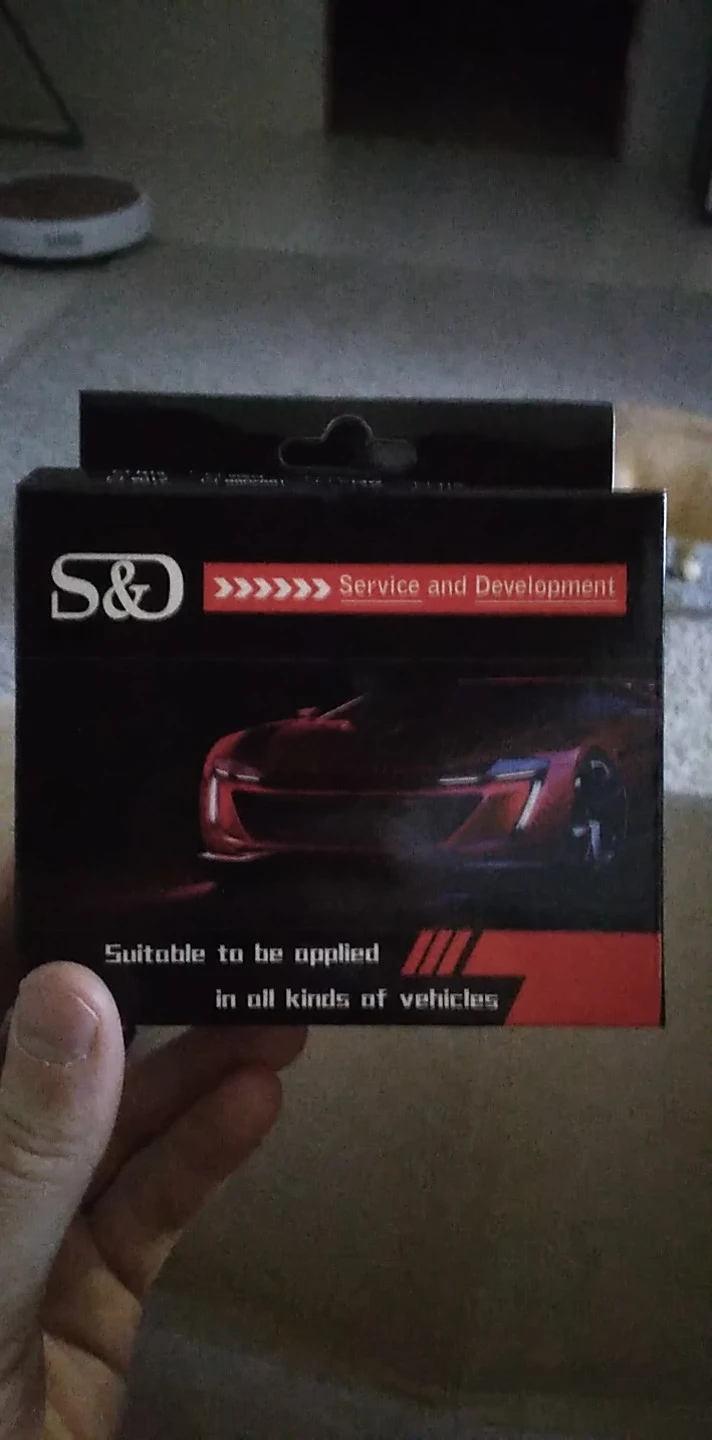 S&D
Service and Development
Suitable to be applied
in all kinds of vehicles